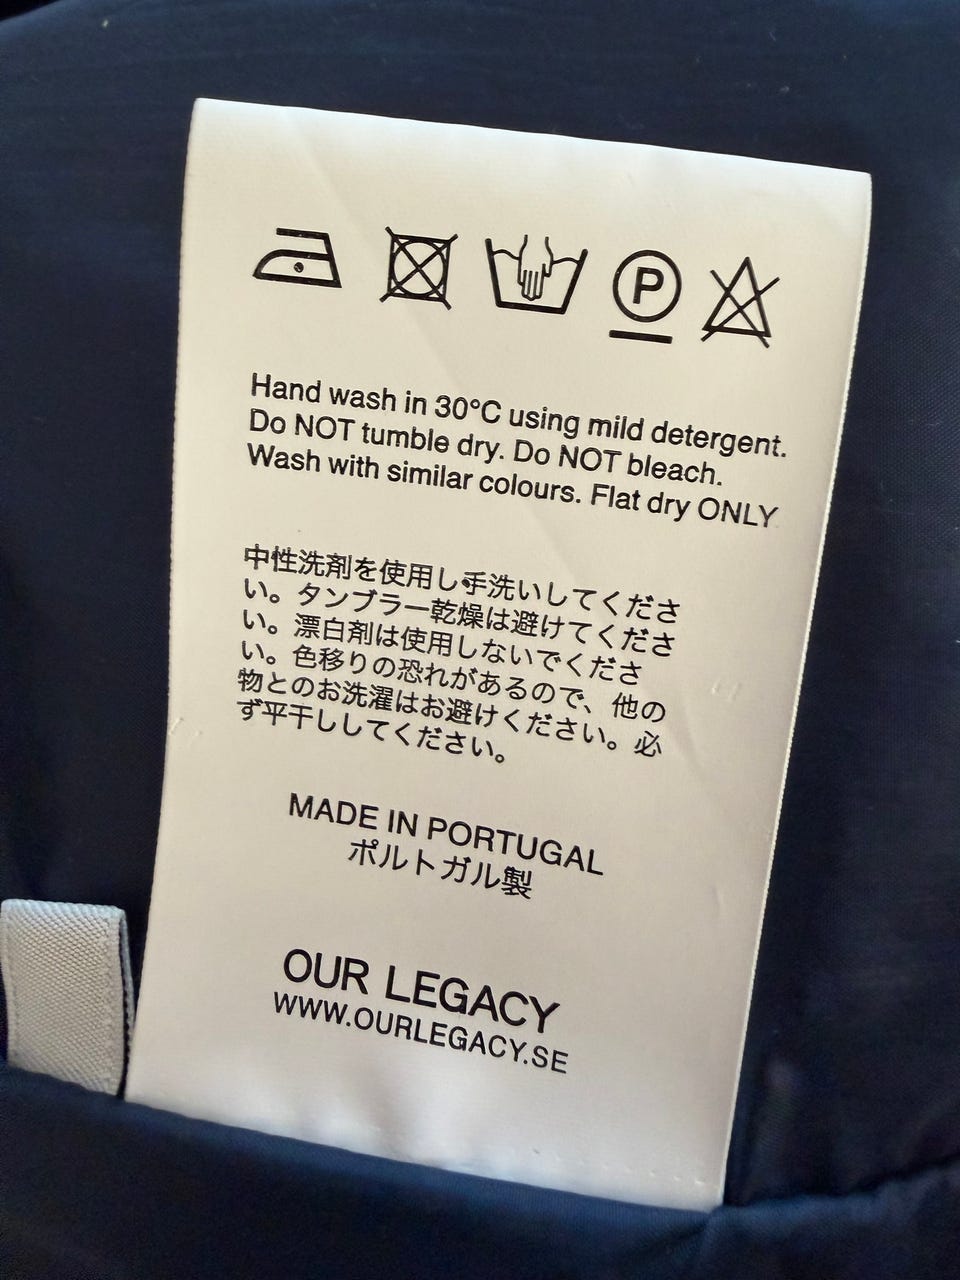 P
Hand wash in 30°C using mild detergent.
Do NOT tumble dry. Do NOT bleach.
Wash with similar colours. Flat dry ONLY
中性洗剤を使用し手洗いしてくださ
い。タンブラー乾燥は避けてくださ
い。漂白剤は使用しないでくださ
い。色移りの恐れがあるので、他の
物とのお洗濯はお避けください。必
ず平干ししてください。
MADE IN PORTUGAL
ポルトガル製
OUR LEGACY
WWW.OURLEGACY.SE